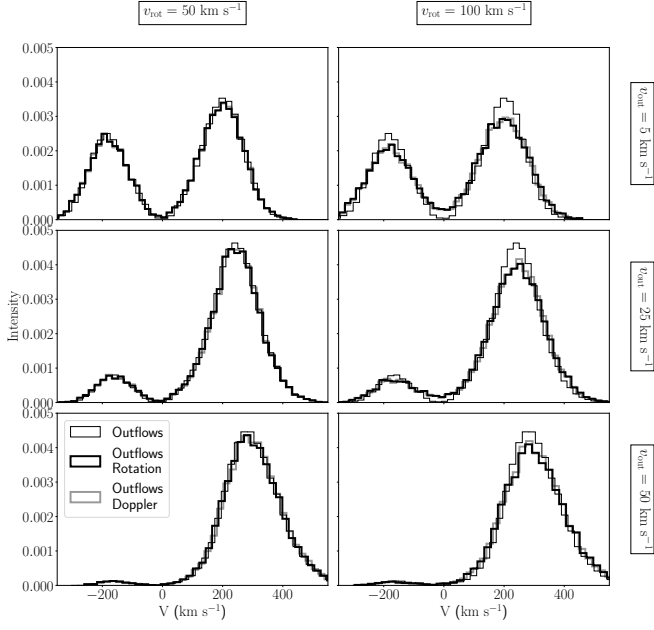 v_rot = 50 km s⁻¹ v_rot = 100 km s⁻¹
0.005
0.004
0.003
0.002
0.001
0.000
v_out = 5 km s⁻¹
0.005
0.004
0.003
0.002
0.001
0.000
Intensity
v_out = 25 km s⁻¹
0.005
0.004
0.003
0.002
0.001
0.000
Outflows
Outflows
Rotation
Outflows
Doppler
v_out = 50 km s⁻¹
−200 0 200 400 −200 0 200 400
V (km s⁻¹) V (km s⁻¹)